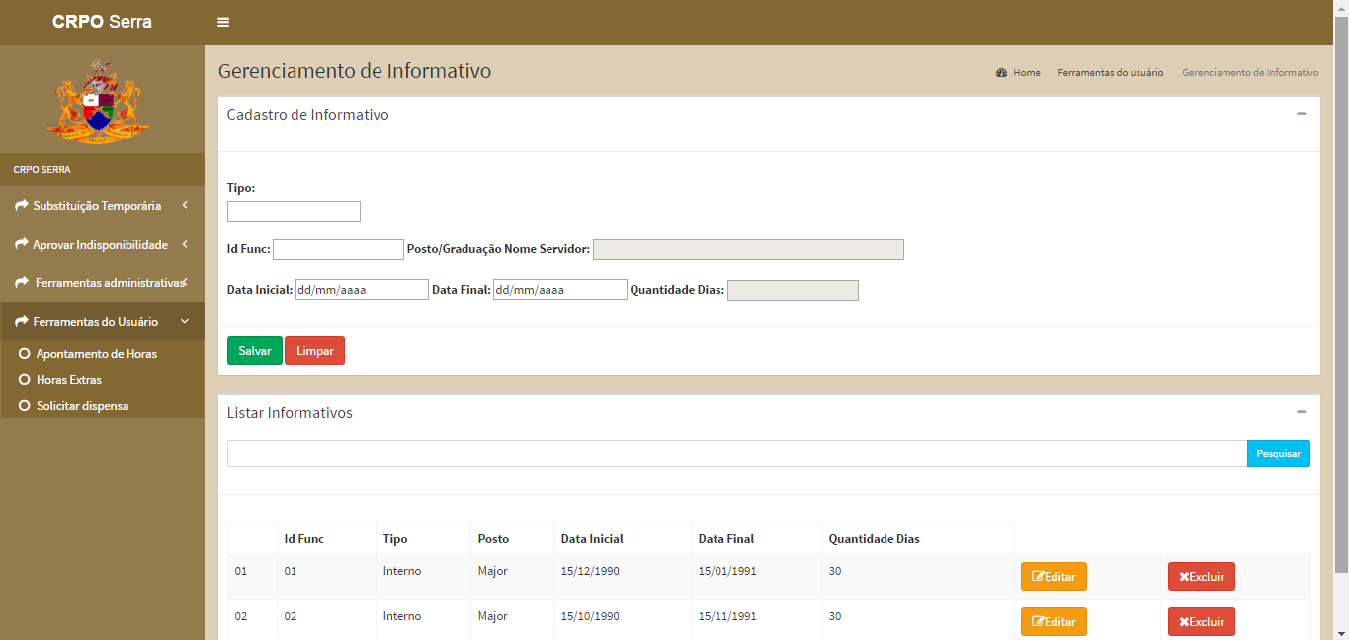 CRPO Serra
Gerenciamento de Informativo
Home Ferramentas do usuário Gerenciamento de Informativo
CRPO SERRA
Substituição Temporária
Aprovar Indisponibilidade
Ferramentas administrativas
Ferramentas do Usuário
Apontamento de Horas
Horas Extras
Solicitar dispensa
Cadastro de Informativo
Tipo:
Id Func: Posto/Graduação Nome Servidor:
Data Inicial: dd/mm/aaaa Data Final: dd/mm/aaaa Quantidade Dias:
Salvar Limpar
Listar Informativos
Pesquisar
Id Func Tipo Posto Data Inicial Data Final Quantidade Dias
01 01 Interno Major 15/12/1990 15/01/1991 30 Editar Excluir
02 02 Interno Major 15/10/1990 15/11/1991 30 Editar Excluir